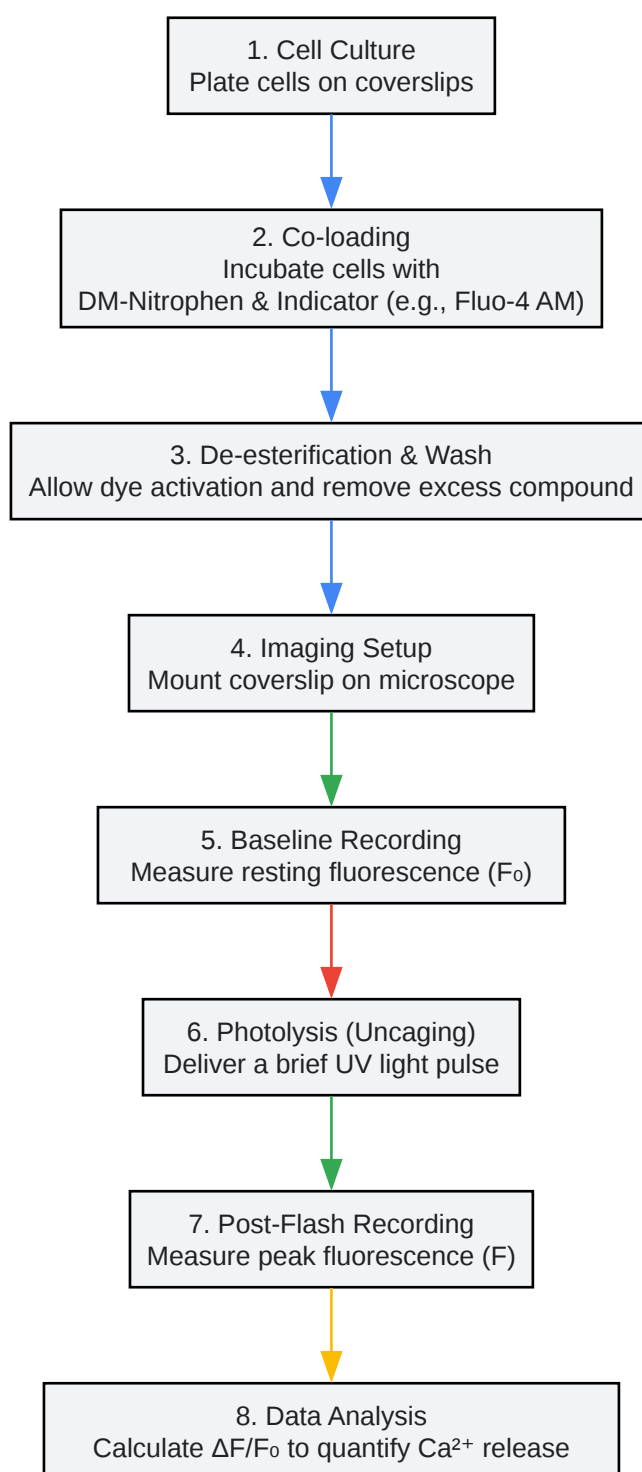 1. Cell Culture
Plate cells on coverslips
2. Co-loading
Incubate cells with
DM-Nitrophen & Indicator (e.g., Fluo-4 AM)
3. De-esterification & Wash
Allow dye activation and remove excess compound
4. Imaging Setup
Mount coverslip on microscope
5. Baseline Recording
Measure resting fluorescence (F₀)
6. Photolysis (Uncaging)
Deliver a brief UV light pulse
7. Post-Flash Recording
Measure peak fluorescence (F)
8. Data Analysis
Calculate ΔF/F₀ to quantify Ca²⁺ release